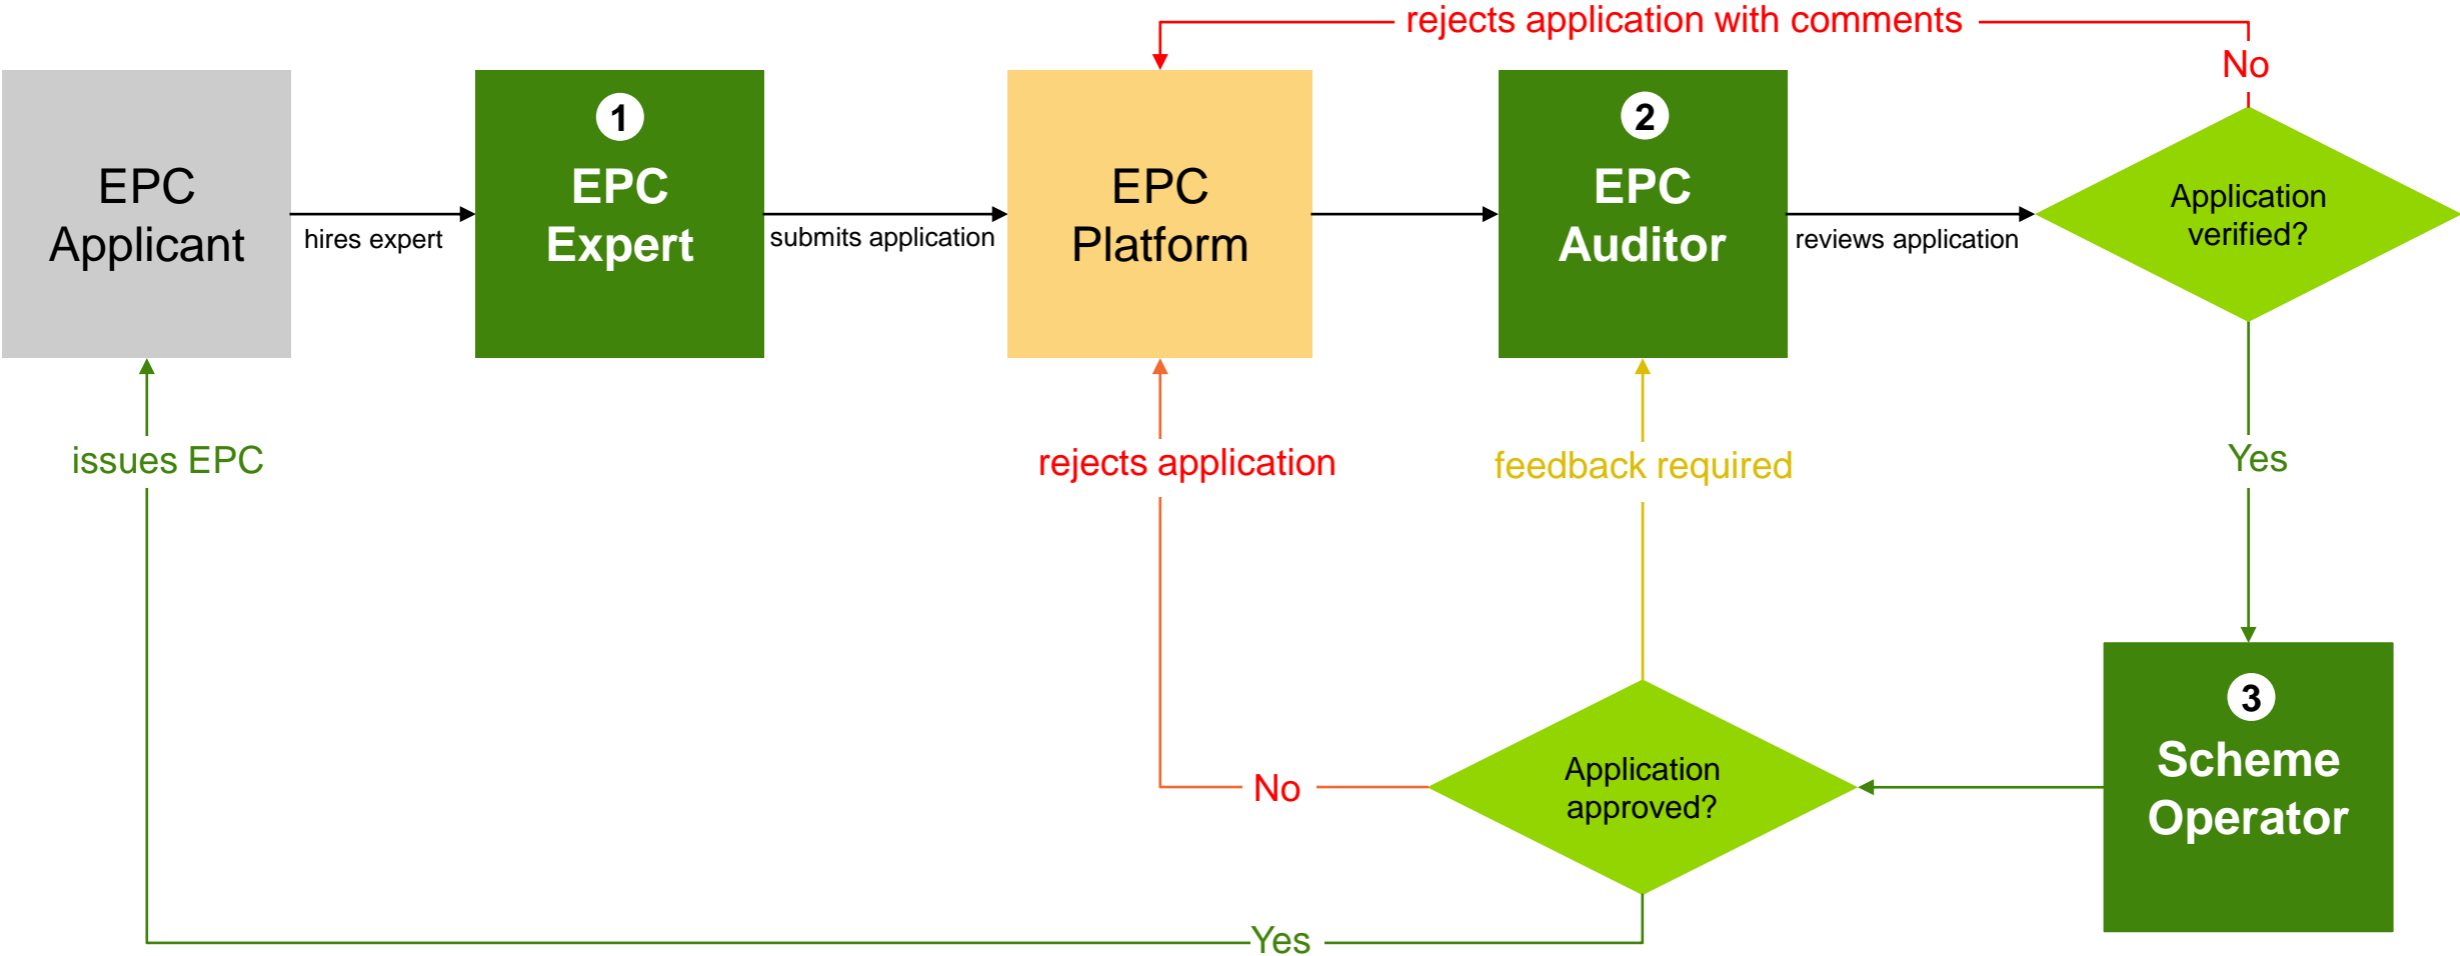 rejects application with comments
No
1
2
EPC
Applicant
hires expert
EPC
Expert
submits application
EPC
Platform
EPC
Auditor
reviews application
Application
verified?
issues EPC
rejects application
feedback required
Yes
3
Scheme
Operator
Application
approved?
No
Yes